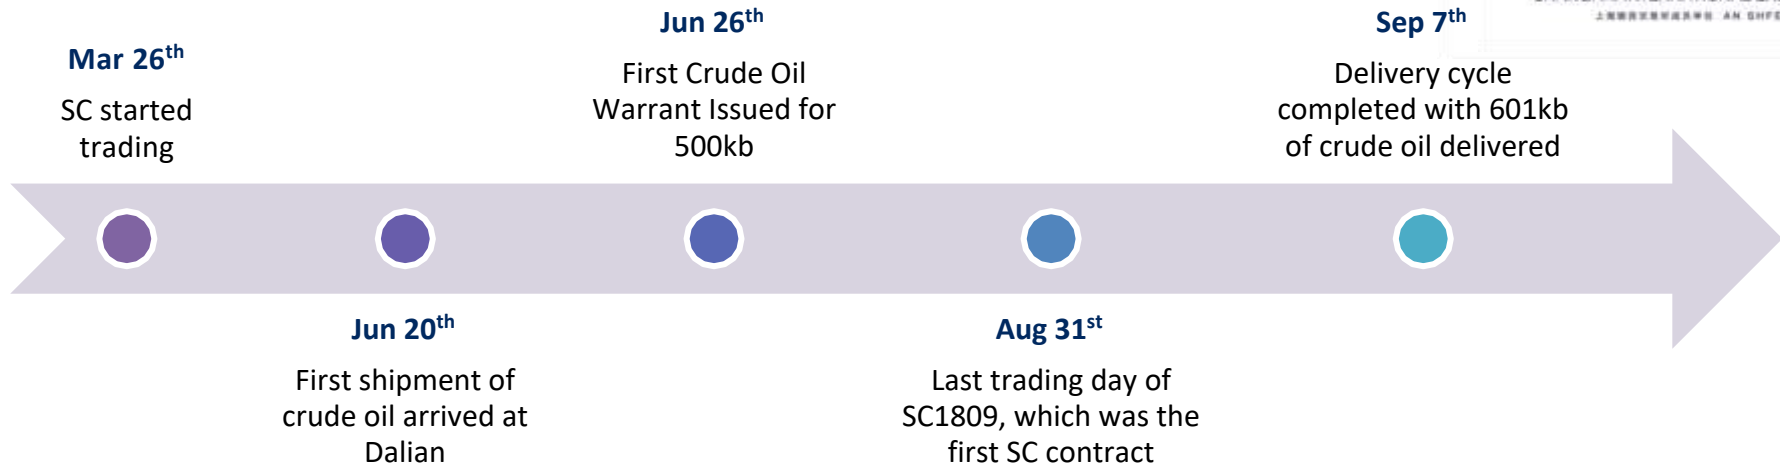 Mar 26th
SC started
trading
Jun 20th
First shipment of
crude oil arrived at
Dalian
Jun 26th
First Crude Oil
Warrant Issued for
500kb
Aug 31st
Last trading day of
SC1809, which was the
first SC contract
Sep 7th
Delivery cycle
completed with 601kb
of crude oil delivered
AN SHFE